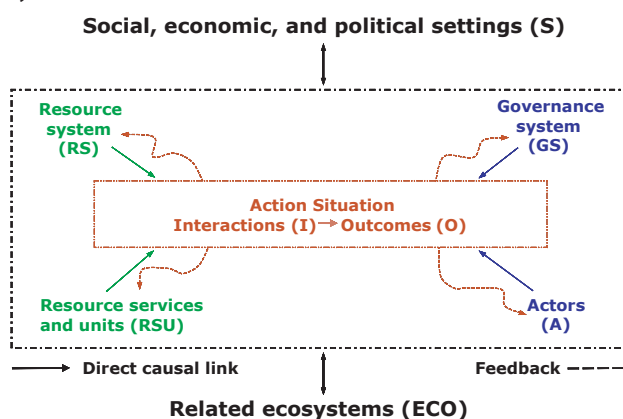 Social, economic, and political settings (S)
Resource
system
(RS)
Governance
system
(GS)
Action Situation
Interactions (I) → Outcomes (O)
Resource services
and units (RSU)
Actors
(A)
Direct causal link
Feedback
Related ecosystems (ECO)